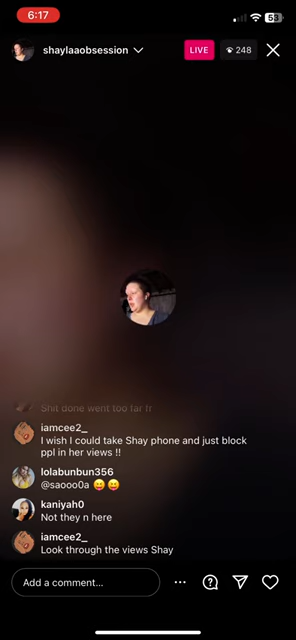 6:17
53
shaylaaobsession
LIVE
248
Shit done went too far fr
iamcee2_
I wish I could take Shay phone and just block
ppl in her views !!
lolabunbun356
@saooo0a 😛😛
kaniyah0
Not they n here
iamcee2_
Look through the views Shay
Add a comment...